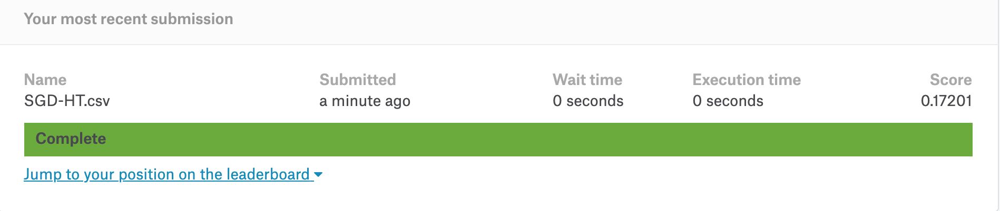 Your most recent submission
Name Submitted Wait time Execution time Score
SGD-HT.csv a minute ago 0 seconds 0 seconds 0.17201
Complete
Jump to your position on the leaderboard